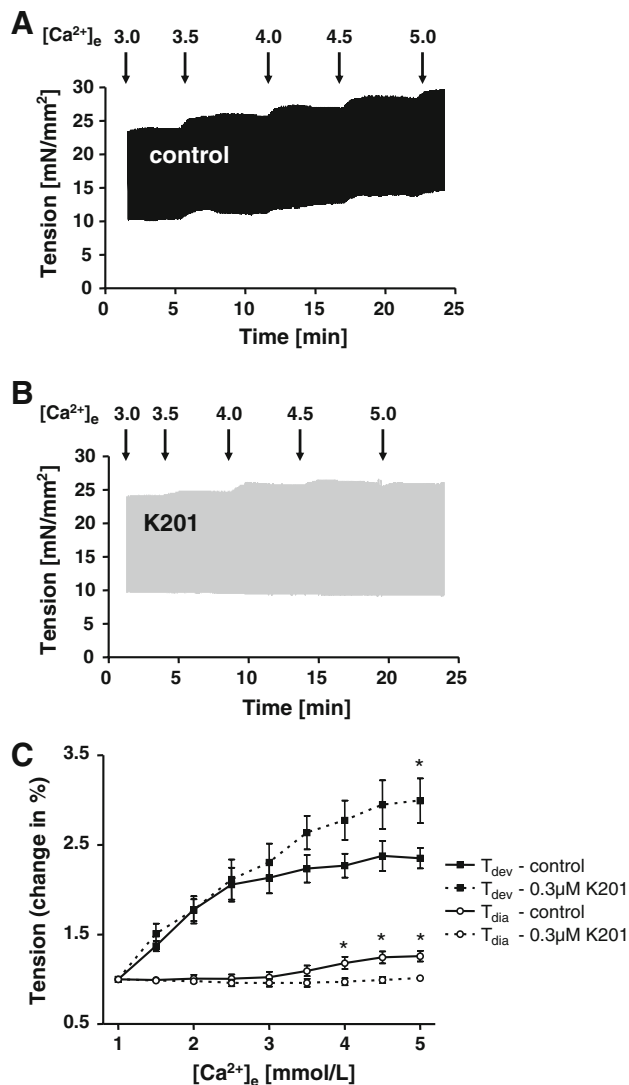 A
[Ca²⁺]ₑ 3.0 3.5 4.0 4.5 5.0
30
25
20
15
10
5
0
Tension [mN/mm²]
control
0 5 10 15 20 25
Time [min]
B
[Ca²⁺]ₑ 3.0 3.5 4.0 4.5 5.0
30
25
20
15
10
5
0
Tension [mN/mm²]
K201
0 5 10 15 20 25
Time [min]
C
3.5
2.5
1.5
0.5
Tension (change in %)
*
* * *
T_dev - control
T_dev - 0.3µM K201
T_dia - control
T_dia - 0.3µM K201
1 2 3 4 5
[Ca²⁺]ₑ [mmol/L]